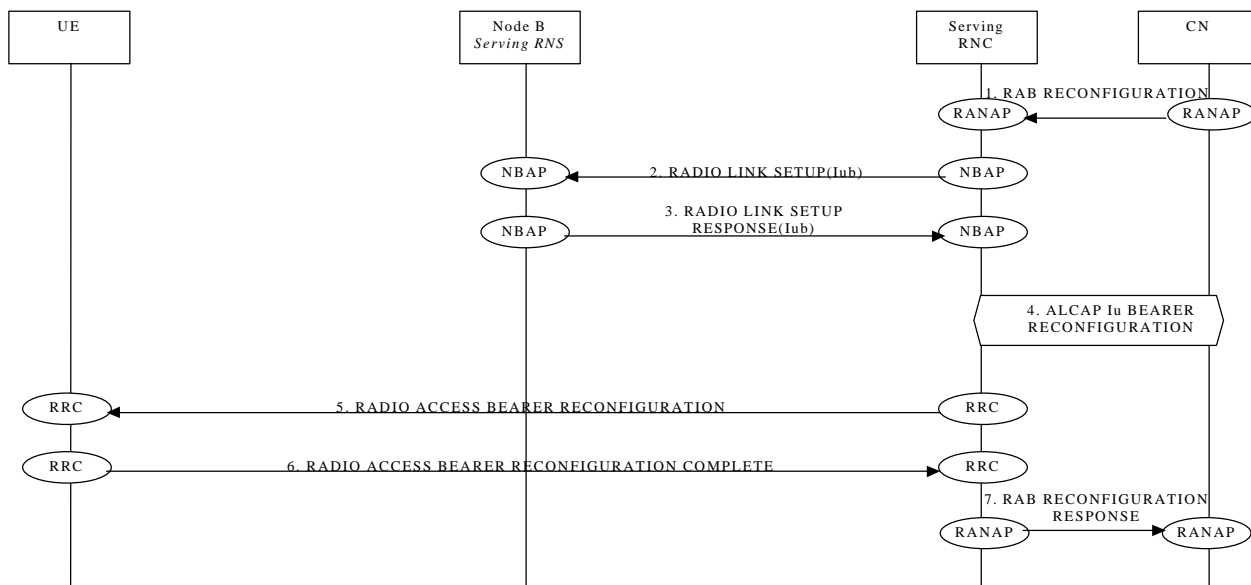 UE
Node B
Serving RNS
Serving
RNC
CN
1. RAB RECONFIGURATION
RANAP
RANAP
NBAP
2. RADIO LINK SETUP(Iub)
NBAP
NBAP
3. RADIO LINK SETUP
RESPONSE(Iub)
NBAP
4. ALCAP Iu BEARER
RECONFIGURATION
RRC
5. RADIO ACCESS BEARER RECONFIGURATION
RRC
RRC
6. RADIO ACCESS BEARER RECONFIGURATION COMPLETE
RRC
7. RAB RECONFIGURATION
RESPONSE
RANAP
RANAP